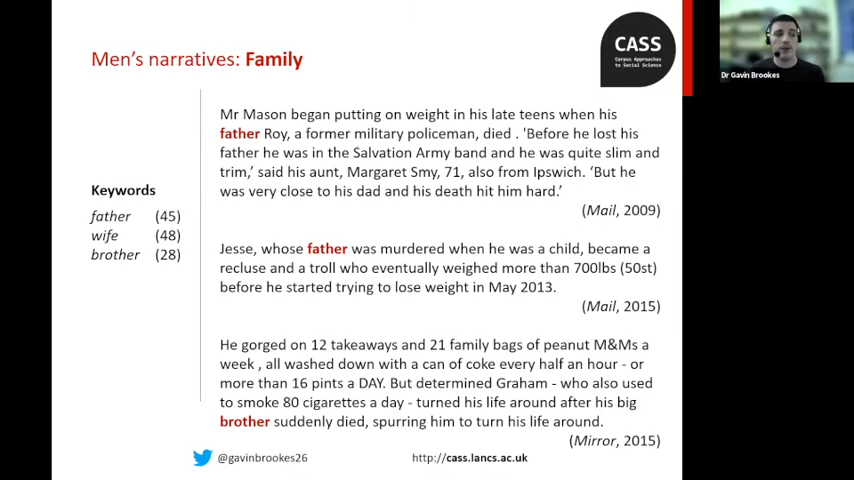 Men's narratives: Family
CASS
Corpus Approaches
to Social Science
Dr Gavin Brookes
Mr Mason began putting on weight in his late teens when his
father Roy, a former military policeman, died . 'Before he lost his
father he was in the Salvation Army band and he was quite slim and
trim,' said his aunt, Margaret Smy, 71, also from Ipswich. 'But he
was very close to his dad and his death hit him hard.'
(Mail, 2009)
Keywords
father (45)
wife (48)
brother (28)
Jesse, whose father was murdered when he was a child, became a
recluse and a troll who eventually weighed more than 700lbs (50st)
before he started trying to lose weight in May 2013.
(Mail, 2015)
He gorged on 12 takeaways and 21 family bags of peanut M&Ms a
week , all washed down with a can of coke every half an hour - or
more than 16 pints a DAY. But determined Graham - who also used
to smoke 80 cigarettes a day - turned his life around after his big
brother suddenly died, spurring him to turn his life around.
(Mirror, 2015)
@gavinbrookes26
http://cass.lancs.ac.uk